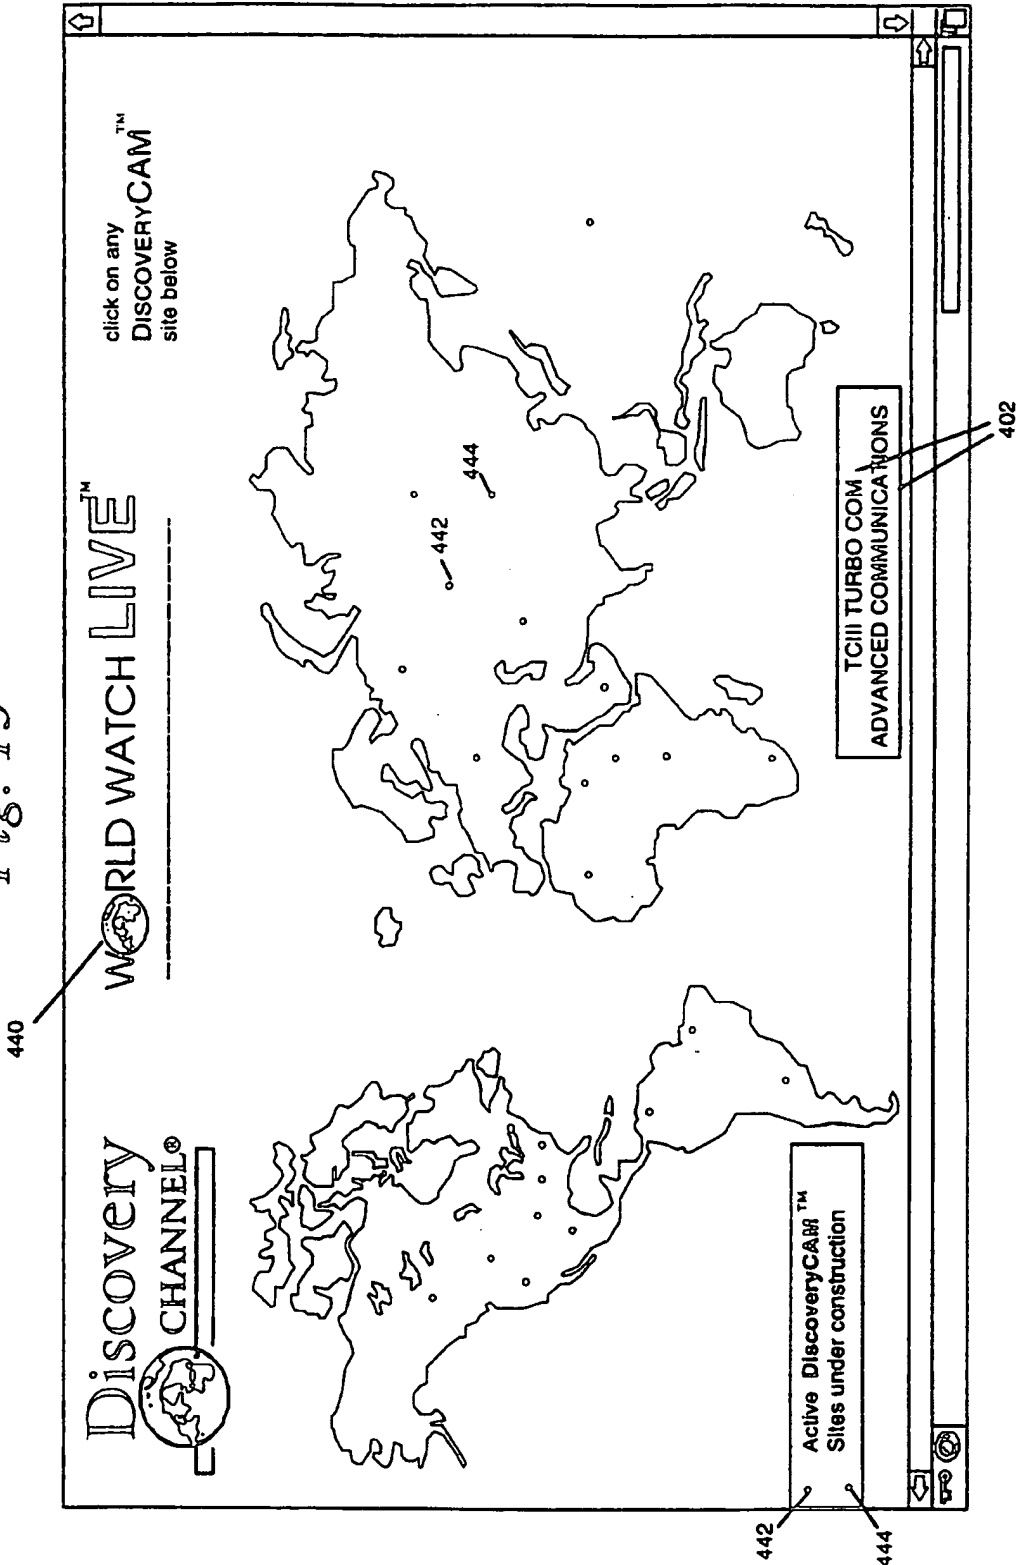 440
Discovery
CHANNEL®
WORLD WATCH LIVE™
click on any
DISCOVERYCAM™
site below
442
444
442
444
Active DiscoveryCAM™
Sites under construction
TCIII TURBO COM
ADVANCED COMMUNICATIONS
402